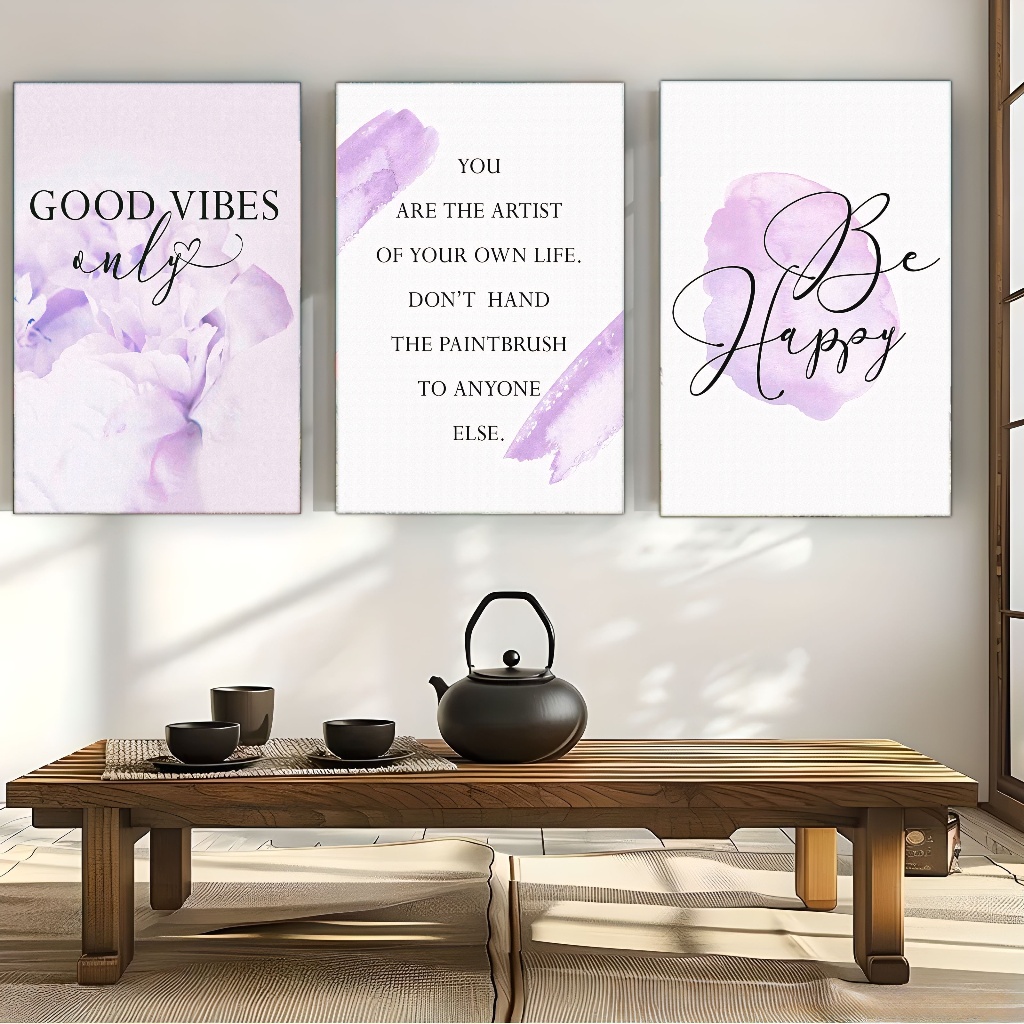 GOOD VIBES
only
YOU
ARE THE ARTIST
OF YOUR OWN LIFE.
DON’T HAND
THE PAINTBRUSH
TO ANYONE
ELSE.
Be
Happy